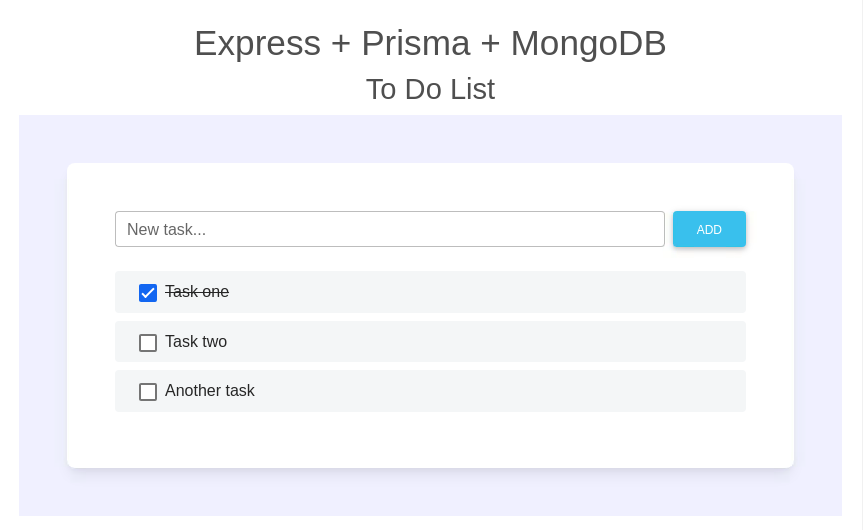 Express + Prisma + MongoDB
To Do List
New task...
ADD
Task one
Task two
Another task